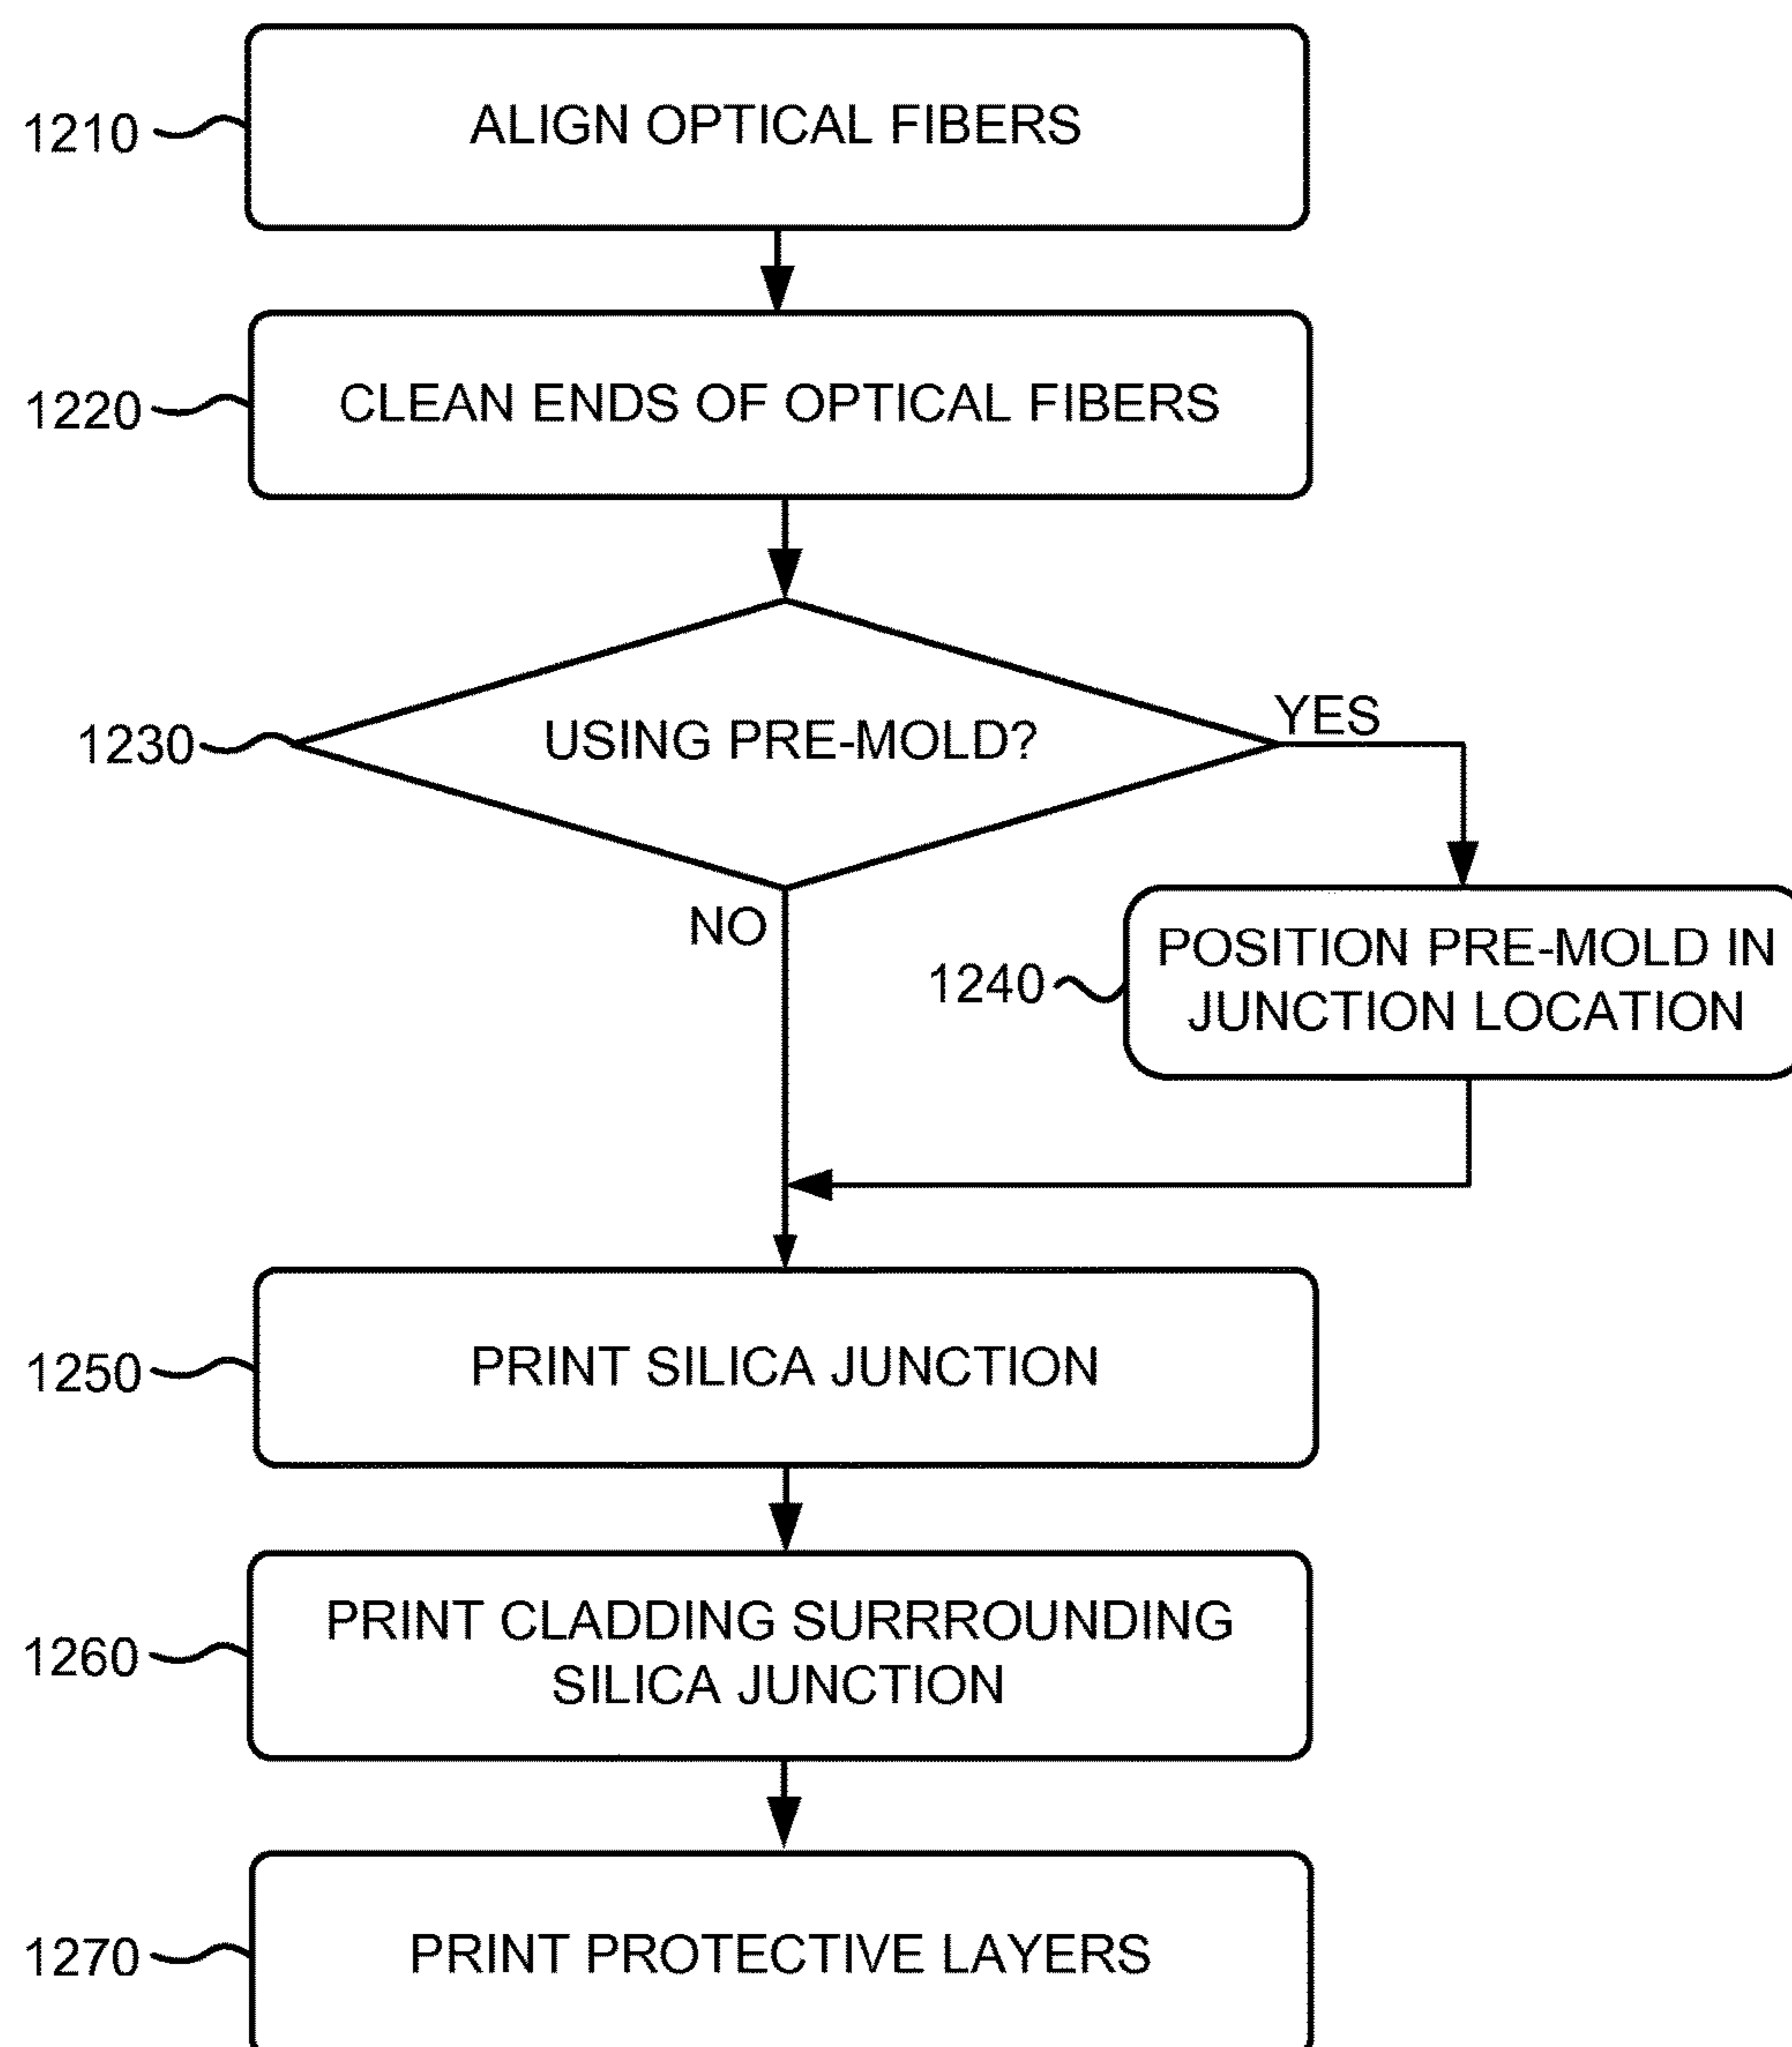 1210
ALIGN OPTICAL FIBERS
1220
CLEAN ENDS OF OPTICAL FIBERS
1230
USING PRE-MOLD?
YES
NO
1240
POSITION PRE-MOLD IN
JUNCTION LOCATION
1250
PRINT SILICA JUNCTION
1260
PRINT CLADDING SURRROUNDING
SILICA JUNCTION
1270
PRINT PROTECTIVE LAYERS